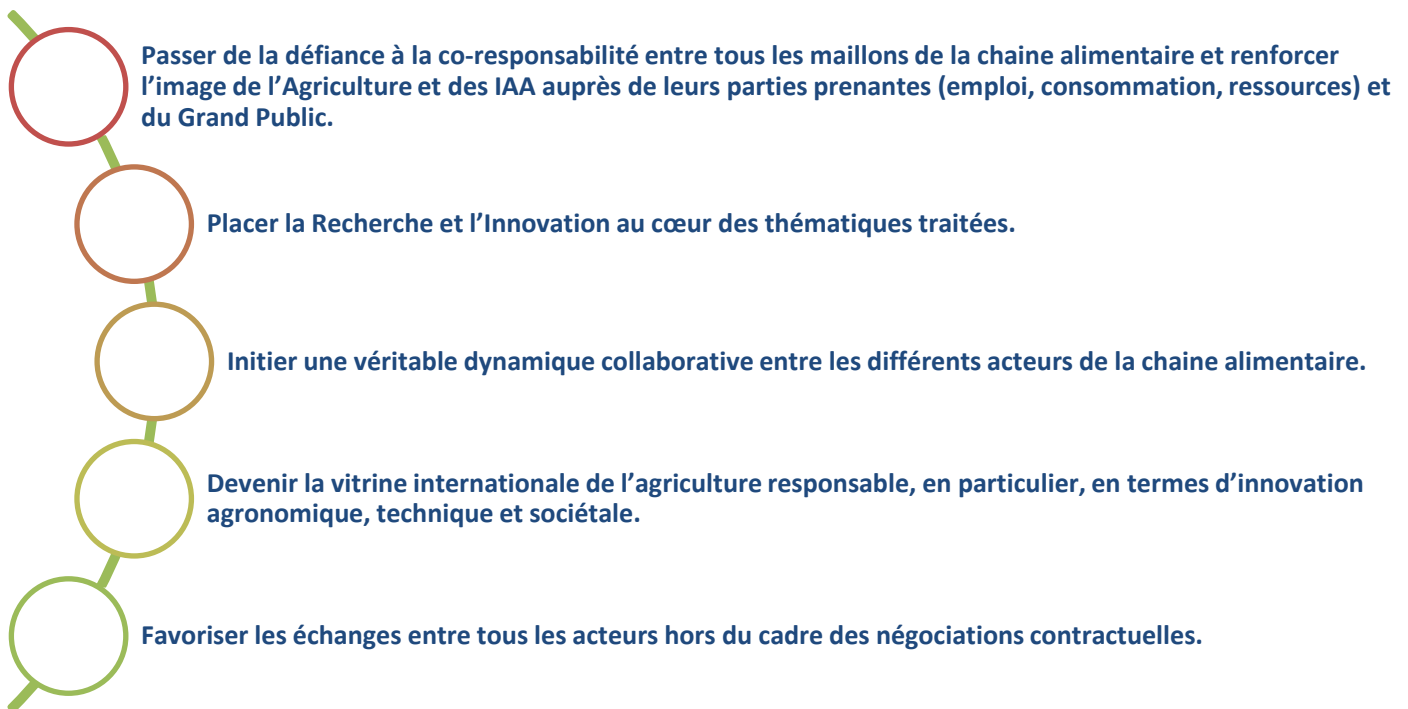 Passer de la défiance à la co-responsabilité entre tous les maillons de la chaine alimentaire et renforcer
l’image de l’Agriculture et des IAA auprès de leurs parties prenantes (emploi, consommation, ressources) et
du Grand Public.
Placer la Recherche et l’Innovation au cœur des thématiques traitées.
Initier une véritable dynamique collaborative entre les différents acteurs de la chaine alimentaire.
Devenir la vitrine internationale de l’agriculture responsable, en particulier, en termes d’innovation
agronomique, technique et sociétale.
Favoriser les échanges entre tous les acteurs hors du cadre des négociations contractuelles.